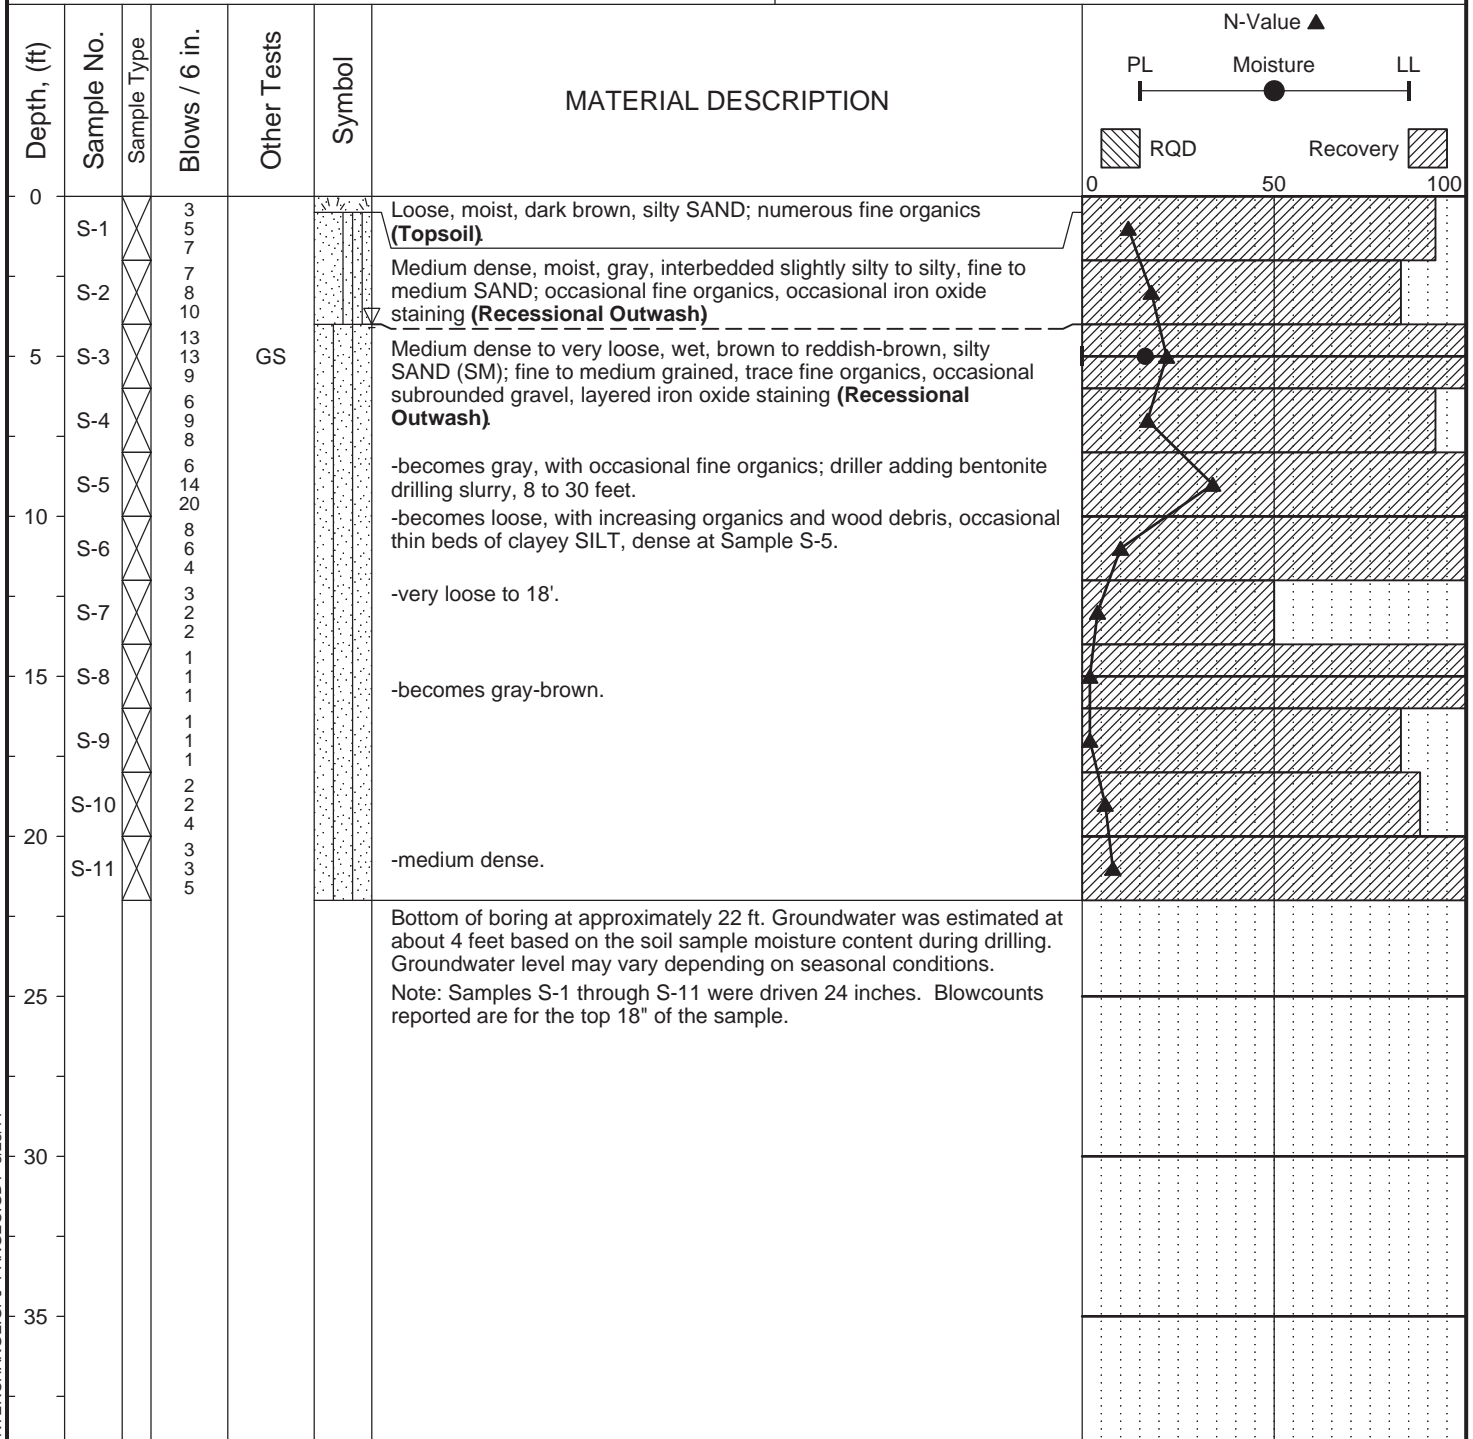 Depth, (ft)
Sample No.
Sample Type
Blows / 6 in.
Other Tests
Symbol
MATERIAL DESCRIPTION
N-Value ▲
PL Moisture LL
RQD Recovery
0 50 100
0
S-1
3
5
7
Loose, moist, dark brown, silty SAND; numerous fine organics
(Topsoil).
S-2
7
8
10
Medium dense, moist, gray, interbedded slightly silty to silty, fine to
medium SAND; occasional fine organics, occasional iron oxide
staining (Recessional Outwash)
5
S-3
13
13
9
GS
Medium dense to very loose, wet, brown to reddish-brown, silty
SAND (SM); fine to medium grained, trace fine organics, occasional
subrounded gravel, layered iron oxide staining (Recessional
Outwash).
S-4
6
9
8
S-5
6
14
20
-becomes gray, with occasional fine organics; driller adding bentonite
drilling slurry, 8 to 30 feet.
10
S-6
8
6
4
-becomes loose, with increasing organics and wood debris, occasional
thin beds of clayey SILT, dense at Sample S-5.
S-7
3
2
2
-very loose to 18'.
15
S-8
1
1
1
-becomes gray-brown.
S-9
1
1
1
S-10
2
2
4
20
S-11
3
3
5
-medium dense.
Bottom of boring at approximately 22 ft. Groundwater was estimated at
about 4 feet based on the soil sample moisture content during drilling.
Groundwater level may vary depending on seasonal conditions.
25
Note: Samples S-1 through S-11 were driven 24 inches. Blowcounts
reported are for the top 18" of the sample.
30
35